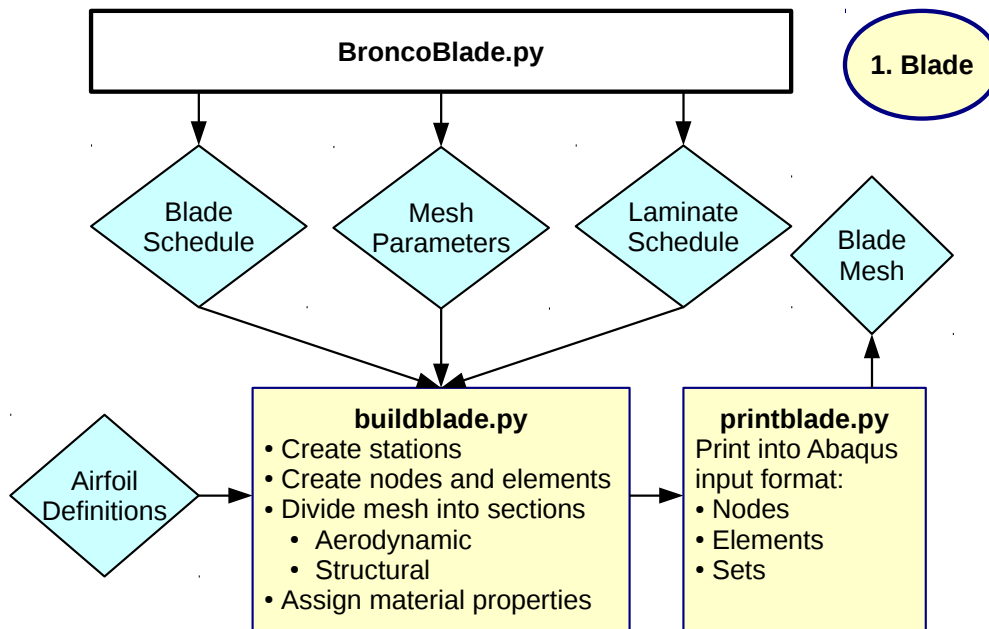 BroncoBlade.py
1. Blade
Blade
Schedule
Mesh
Parameters
Laminate
Schedule
Blade
Mesh
Airfoil
Definitions
buildblade.py
• Create stations
• Create nodes and elements
• Divide mesh into sections
• Aerodynamic
• Structural
• Assign material properties
printblade.py
Print into Abaqus
input format:
• Nodes
• Elements
• Sets